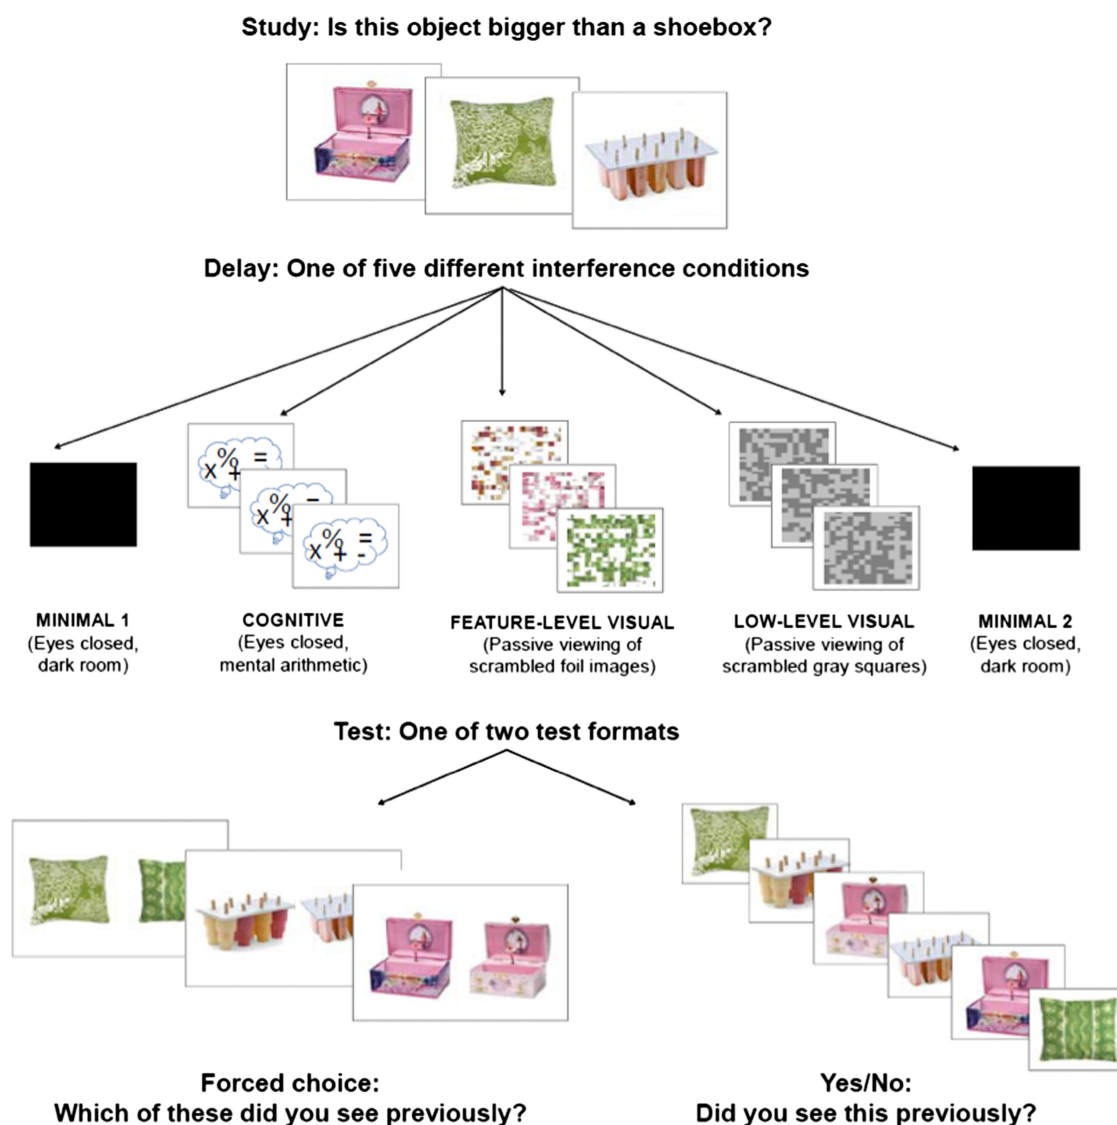 Study: Is this object bigger than a shoebox?
Delay: One of five different interference conditions
x % = +
x % = +
x % = + -
MINIMAL 1
(Eyes closed,
dark room)
COGNITIVE
(Eyes closed,
mental arithmetic)
FEATURE-LEVEL VISUAL
(Passive viewing of
scrambled foil images)
LOW-LEVEL VISUAL
(Passive viewing of
scrambled gray squares)
MINIMAL 2
(Eyes closed,
dark room)
Test: One of two test formats
Forced choice:
Which of these did you see previously?
Yes/No:
Did you see this previously?